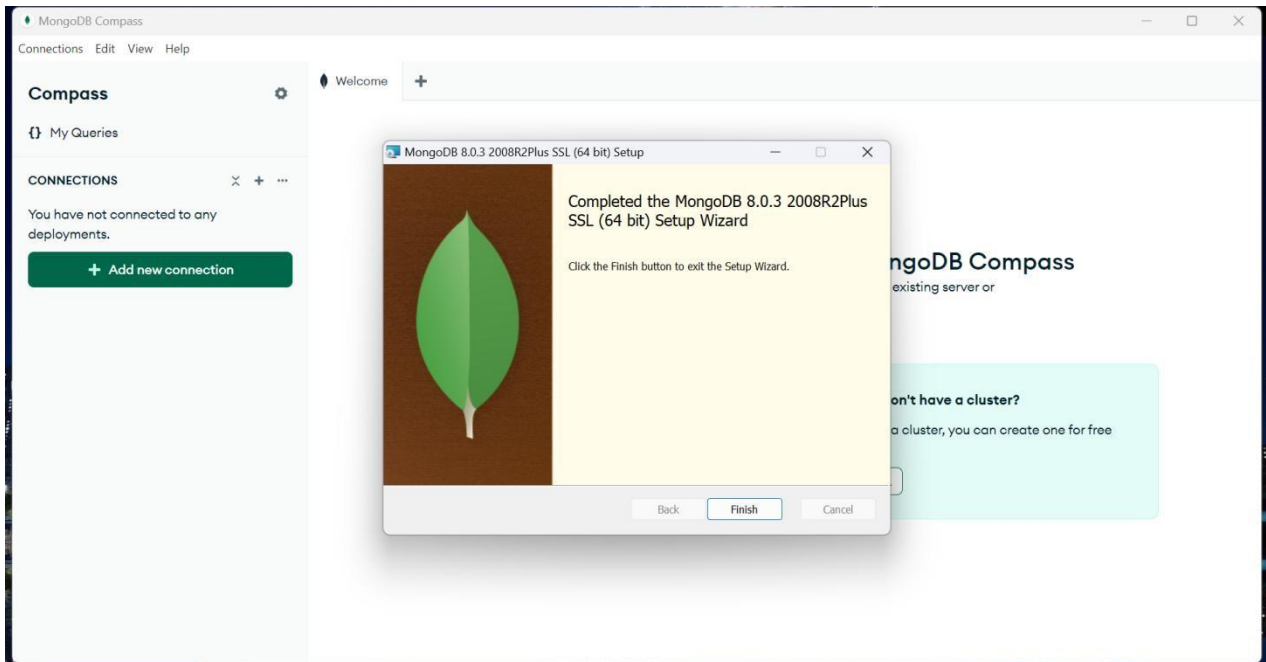 MongoDB Compass
Connections Edit View Help
Compass
Welcome
{} My Queries
CONNECTIONS
You have not connected to any
deployments.
+ Add new connection
MongoDB 8.0.3 2008R2Plus SSL (64 bit) Setup
Completed the MongoDB 8.0.3 2008R2Plus
SSL (64 bit) Setup Wizard
Click the Finish button to exit the Setup Wizard.
Back Finish Cancel
ngoDB Compass
existing server or
on't have a cluster?
a cluster, you can create one for free